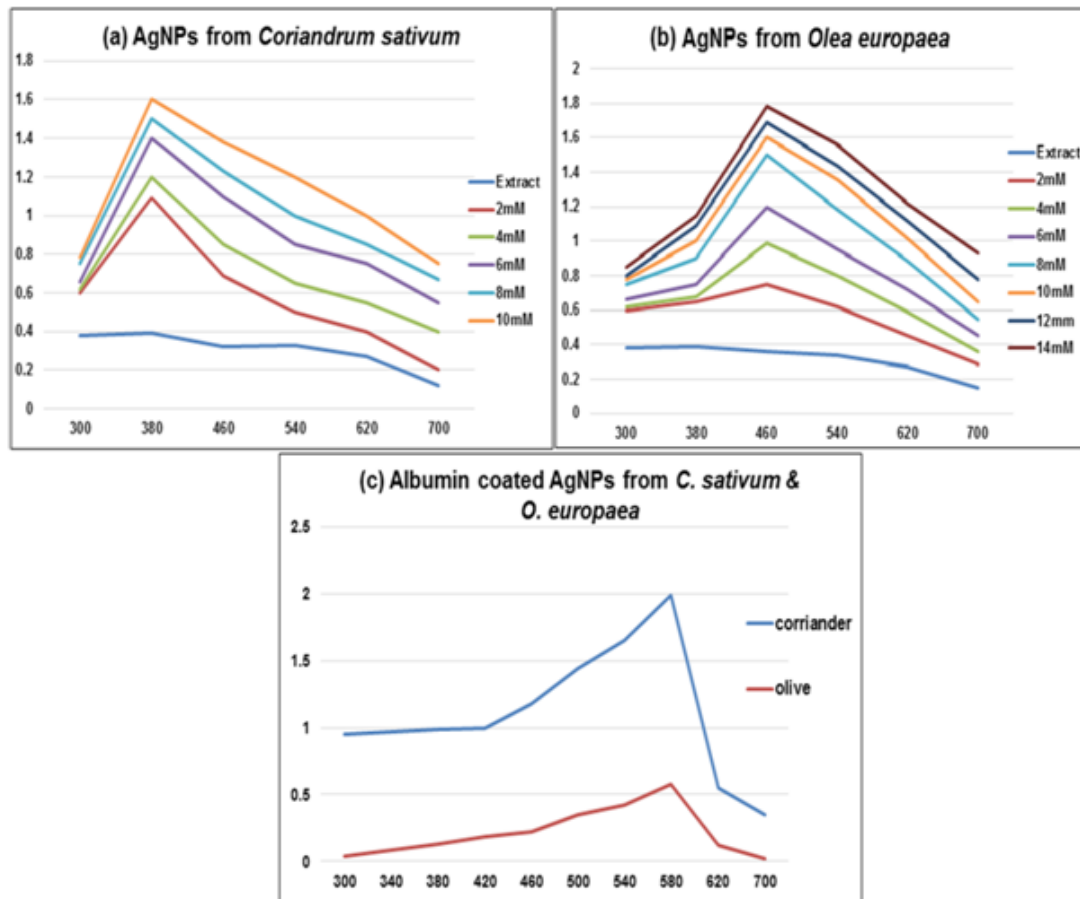 (a) AgNPs from Coriandrum sativum
1.8
1.6
1.4
1.2
1
0.8
0.6
0.4
0.2
0
300 380 460 540 620 700
Extract
2mM
4mM
6mM
8mM
10mM
(b) AgNPs from Olea europaea
2
1.8
1.6
1.4
1.2
1
0.8
0.6
0.4
0.2
0
300 380 460 540 620 700
Extract
2mM
4mM
6mM
8mM
10mM
12mm
14mM
(c) Albumin coated AgNPs from C. sativum &
O. europaea
2.5
2
1.5
1
0.5
0
300 340 380 420 460 500 540 580 620 700
corriander
olive